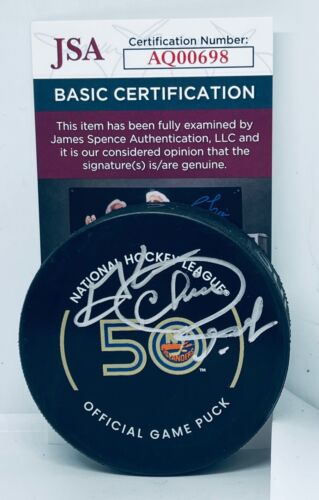 JSA
Certification Number:
AQ00698
BASIC CERTIFICATION
This item has been fully examined by
James Spence Authentication, LLC and
it is our considered opinion that the
signature(s) is/are genuine.
NATIONAL HOCKEY LEAGUE
50
TM
OFFICIAL GAME PUCK